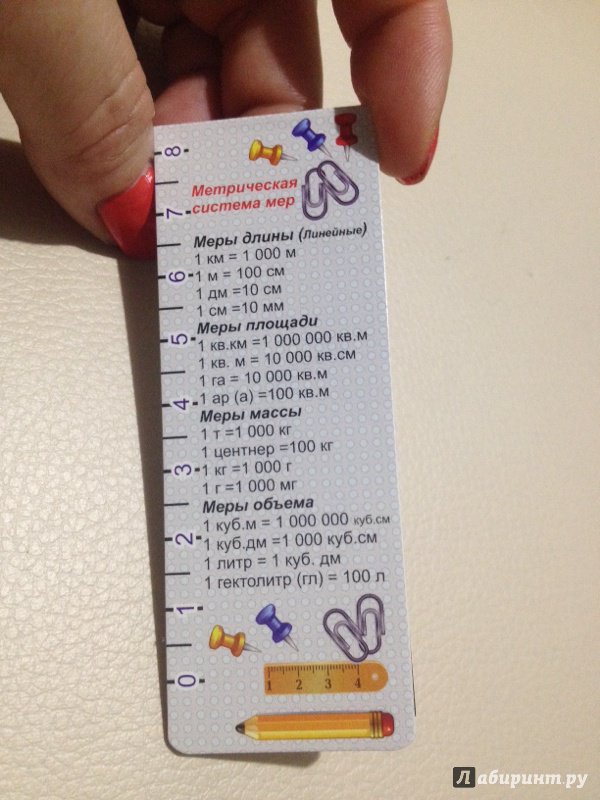 Метрическая
система мер
Меры длины (Линейные)
1 км = 1 000 м
1 м = 100 см
1 дм =10 см
1 см =10 мм
Меры площади
1 кв.км =1 000 000 кв.м
1 кв. м = 10 000 кв.см
1 га = 10 000 кв.м
1 ар (а) =100 кв.м
Меры массы
1 т =1 000 кг
1 центнер =100 кг
1 кг =1 000 г
1 г =1 000 мг
Меры объема
1 куб.м = 1 000 000 куб.см
1 куб.дм =1 000 куб.см
1 литр = 1 куб. дм
1 гектолитр (гл) = 100 л
8
7
6
5
4
3
2
1
0
1 2 3 4
Лабиринт.ру